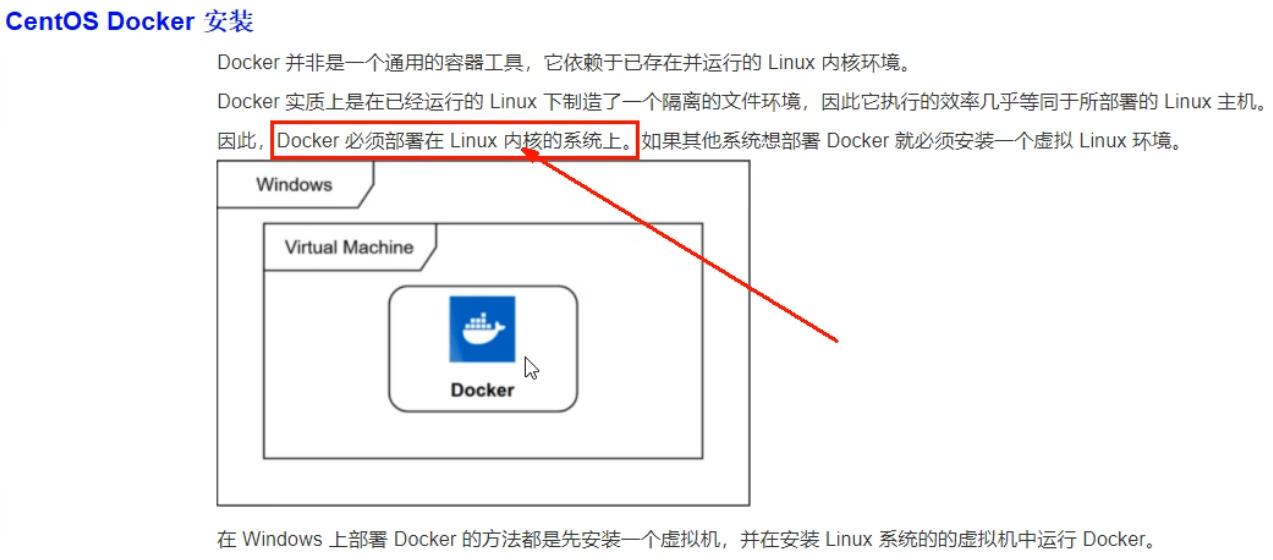 CentOS Docker 安装
Docker 并非是一个通用的容器工具，它依赖于已存在并运行的 Linux 内核环境。
Docker 实质上是在已经运行的 Linux 下制造了一个隔离的文件环境，因此它执行的效率几乎等同于所部署的 Linux 主机。
因此，Docker 必须部署在 Linux 内核的系统上。如果其他系统想部署 Docker 就必须安装一个虚拟 Linux 环境。
Windows
Virtual Machine
Docker
在 Windows 上部署 Docker 的方法都是先安装一个虚拟机，并在安装 Linux 系统的的虚拟机中运行 Docker。